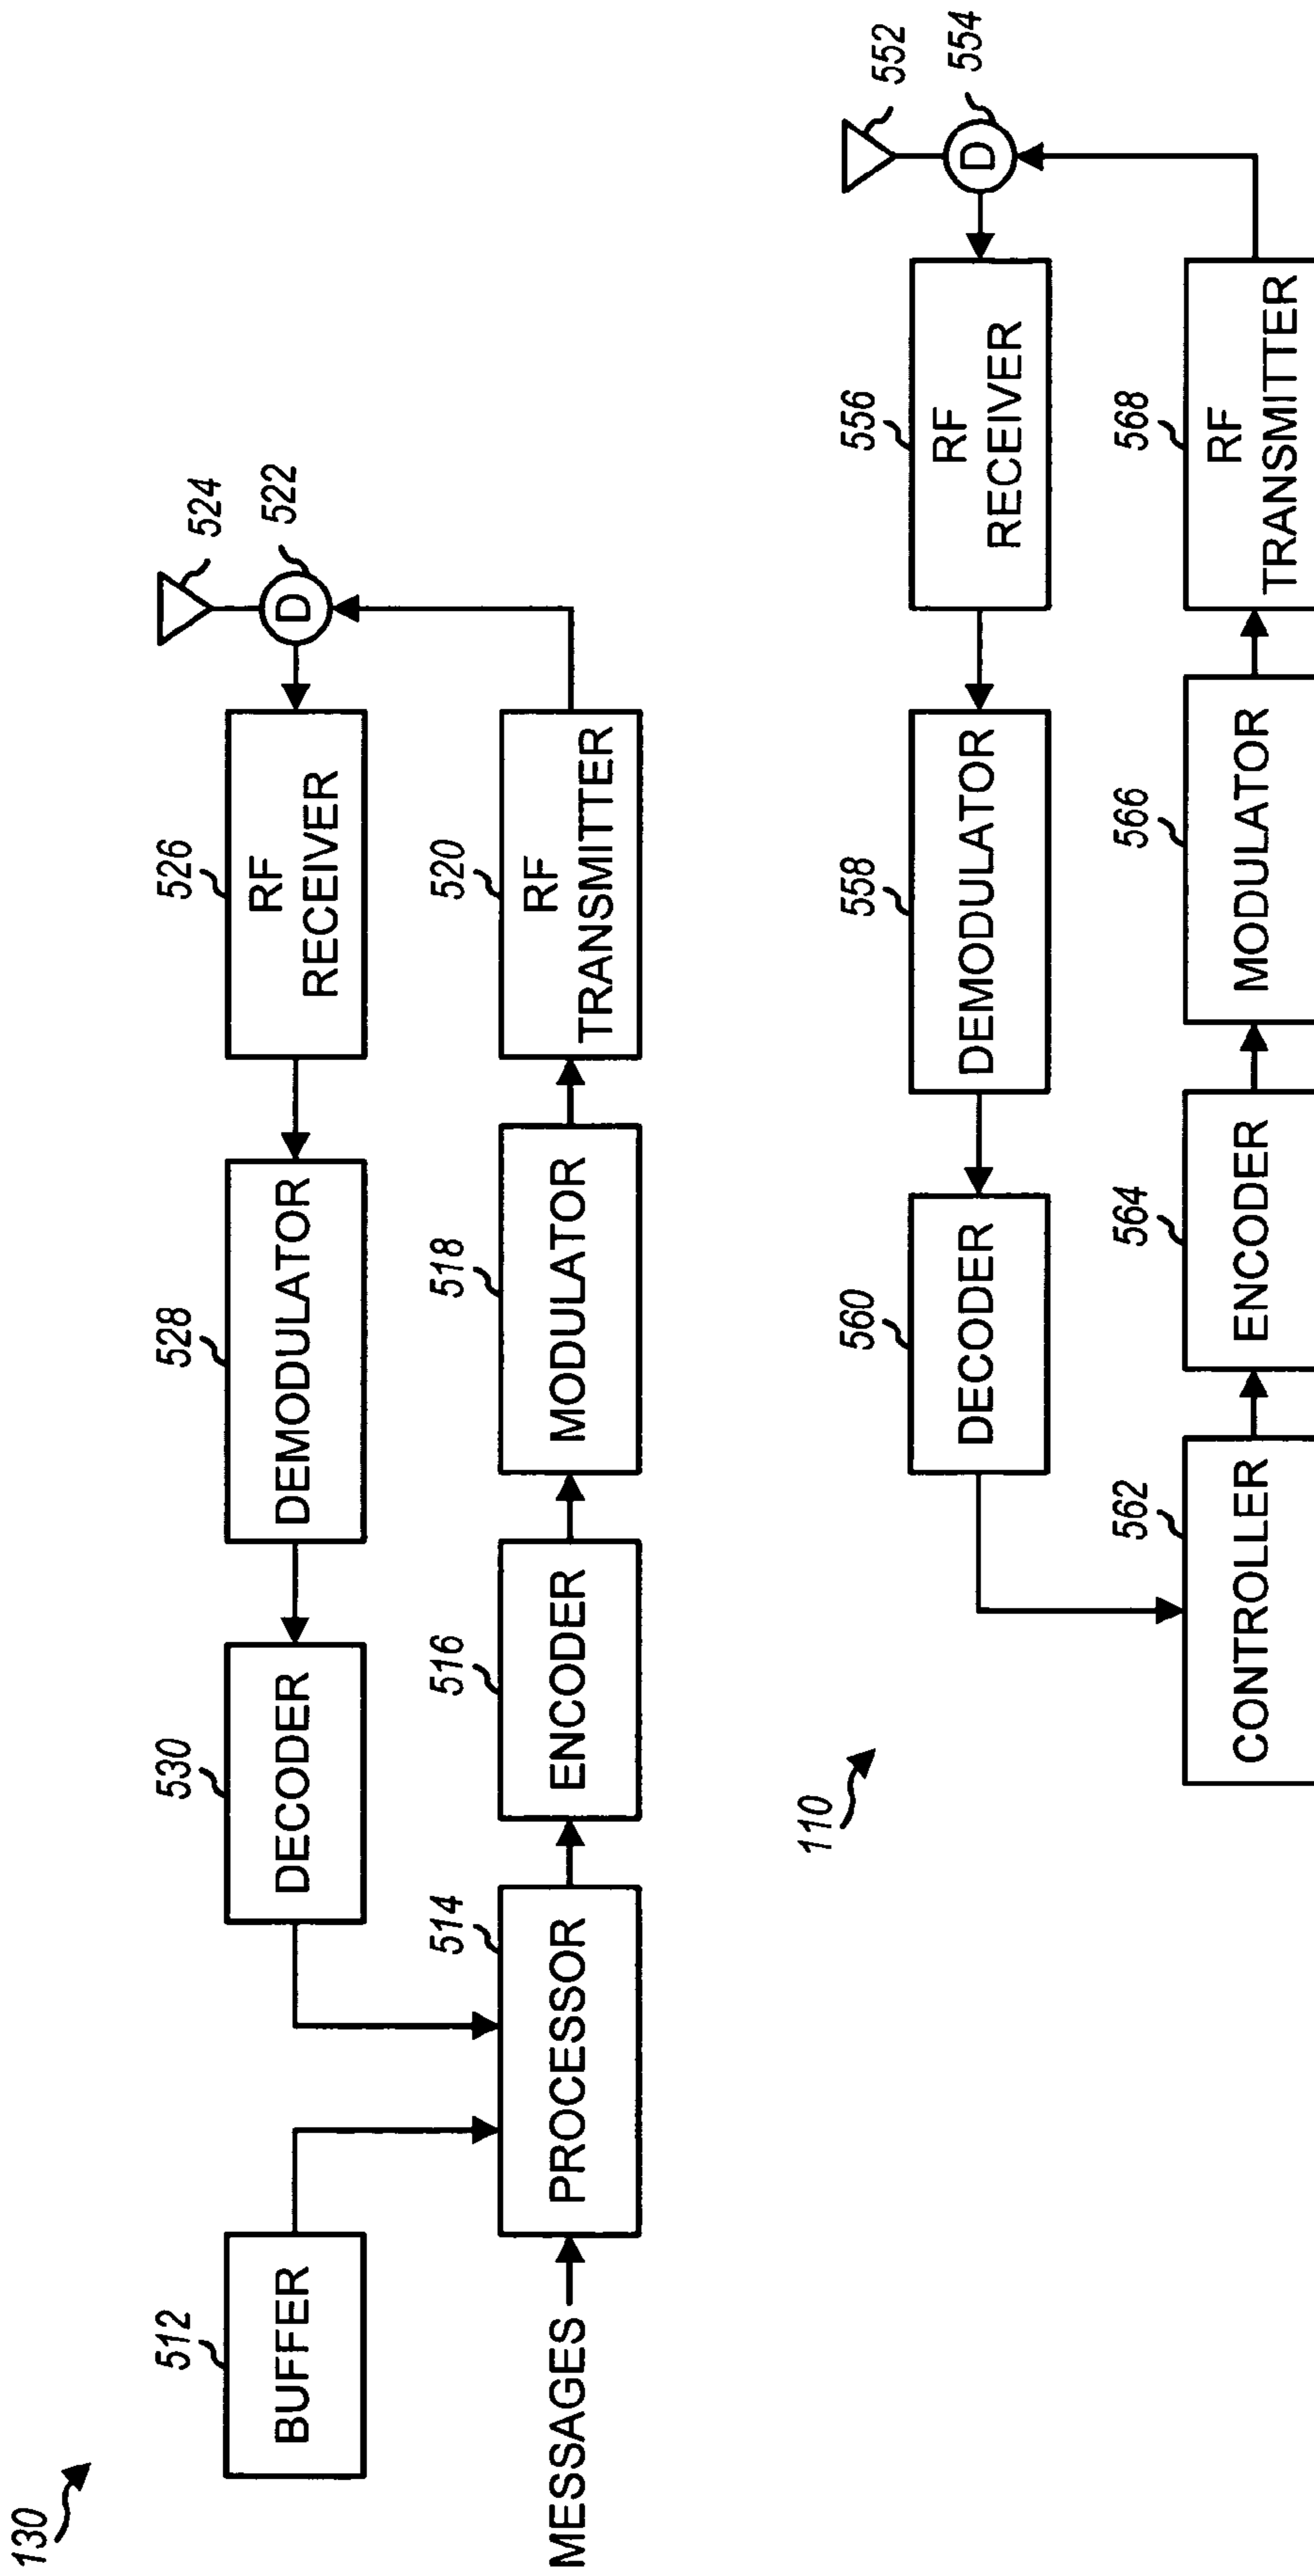 130
512
BUFFER
530
DECODER
528
DEMODULATOR
526
RF
RECEIVER
524
522
D
MESSAGES
514
PROCESSOR
516
ENCODER
518
MODULATOR
520
RF
TRANSMITTER
110
560
DECODER
558
DEMODULATOR
556
RF
RECEIVER
552
D
554
562
CONTROLLER
564
ENCODER
566
MODULATOR
568
RF
TRANSMITTER